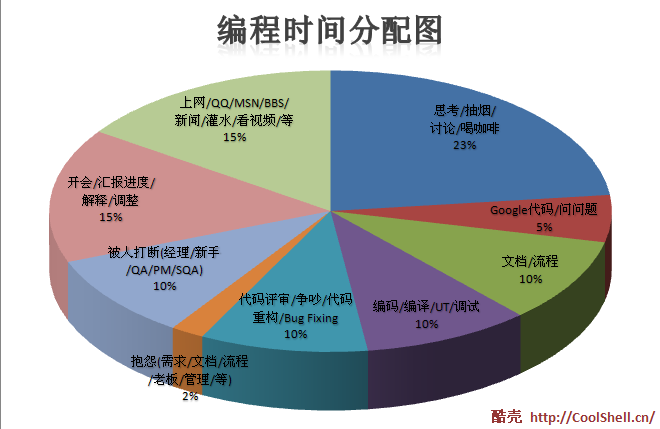 编程时间分配图
上网/QQ/MSN/BBS/
新闻/灌水/看视频/等
15%
思考/抽烟/
讨论/喝咖啡
23%
开会/汇报进度/
解释/调整
15%
Google代码/问问题
5%
被人打断(经理/新手
/QA/PM/SQA)
10%
文档/流程
10%
代码评审/争吵/代码
重构/Bug Fixing
10%
编码/编译/UT/调试
10%
抱怨(需求/文档/流程
/老板/管理/等)
2%
酷壳 http://CoolShell.cn/